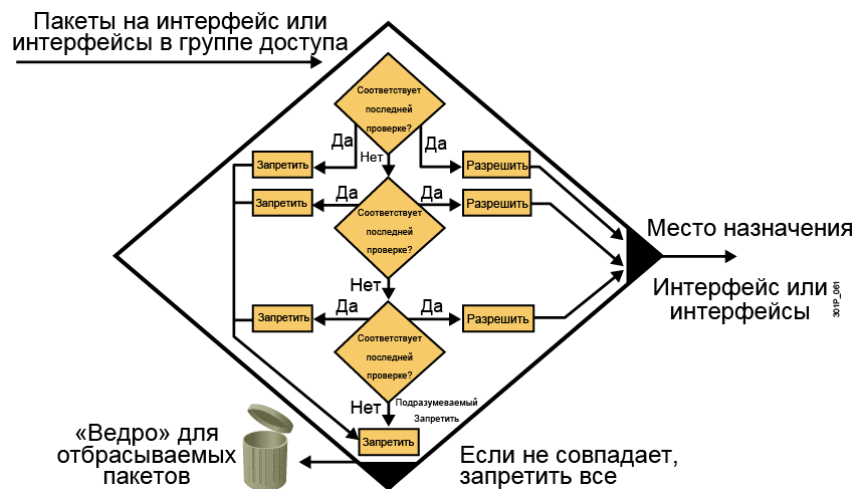 Пакеты на интерфейс или
интерфейсы в группе доступа
Соответствует
последней
проверке?
Да
Да
Нет
Запретить
Разрешить
Запретить
Да
Да
Разрешить
Соответствует
последней
проверке?
Место назначения
Интерфейс или
интерфейсы
301P_061
Нет
Запретить
Да
Да
Разрешить
Соответствует
последней
проверке?
Нет
Подразумеваемый
Запретить
Запретить
«Ведро» для
отбрасываемых
пакетов
Если не совпадает,
запретить все